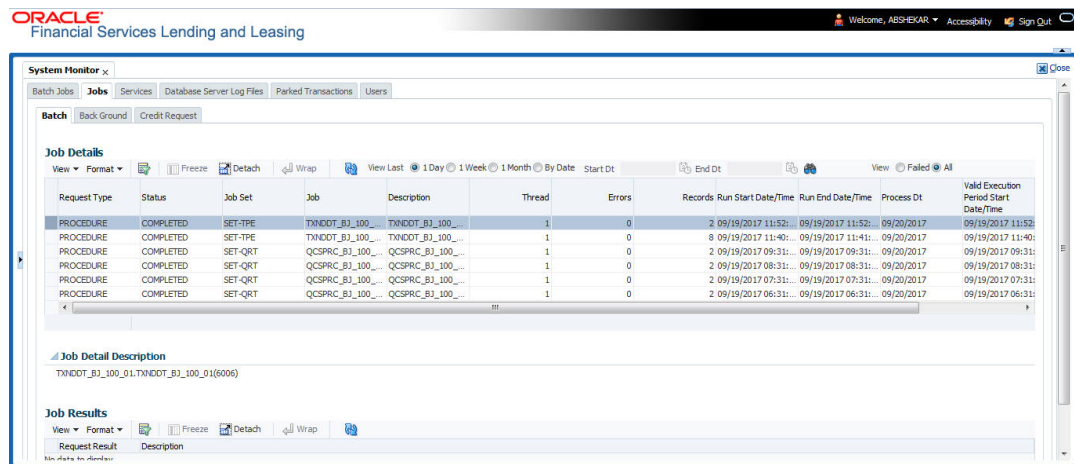 ORACLE
Financial Services Lending and Leasing
Welcome, ABSHEKAR Accessibility Sign Out
Close
System Monitor x
Batch Jobs Jobs Services Database Server Log Files Parked Transactions Users
Batch Back Ground Credit Request
Job Details
View Format Freeze Detach Wrap View Last 1 Day 1 Week 1 Month By Date Start Dt End Dt View Failed All
Request Type Status Job Set Job Description Thread Errors Records Run Start Date/Time Run End Date/Time Process Dt Valid Execution Period Start Date/Time
PROCEDURE COMPLETED SET-TPE TXNDDT_BJ_100_... TXNDDT_BJ_100_... 1 0 2 09/19/2017 11:52:... 09/19/2017 11:52:... 09/20/2017 09/19/2017 11:52:
PROCEDURE COMPLETED SET-TPE TXNDDT_BJ_100_... TXNDDT_BJ_100_... 1 0 8 09/19/2017 11:40:... 09/19/2017 11:41:... 09/20/2017 09/19/2017 11:40:
PROCEDURE COMPLETED SET-QRT QCSPRC_BJ_100_... QCSPRC_BJ_100_... 1 0 2 09/19/2017 09:31:... 09/19/2017 09:31:... 09/20/2017 09/19/2017 09:31:
PROCEDURE COMPLETED SET-QRT QCSPRC_BJ_100_... QCSPRC_BJ_100_... 1 0 2 09/19/2017 08:31:... 09/19/2017 08:31:... 09/20/2017 09/19/2017 08:31:
PROCEDURE COMPLETED SET-QRT QCSPRC_BJ_100_... QCSPRC_BJ_100_... 1 0 2 09/19/2017 07:31:... 09/19/2017 07:31:... 09/20/2017 09/19/2017 07:31:
PROCEDURE COMPLETED SET-QRT QCSPRC_BJ_100_... QCSPRC_BJ_100_... 1 0 2 09/19/2017 06:31:... 09/19/2017 06:31:... 09/20/2017 09/19/2017 06:31:
Job Detail Description
TXNDDT_BJ_100_01.TXNDDT_BJ_100_01(6006)
Job Results
View Format Freeze Detach Wrap
Request Result Description
No data to display